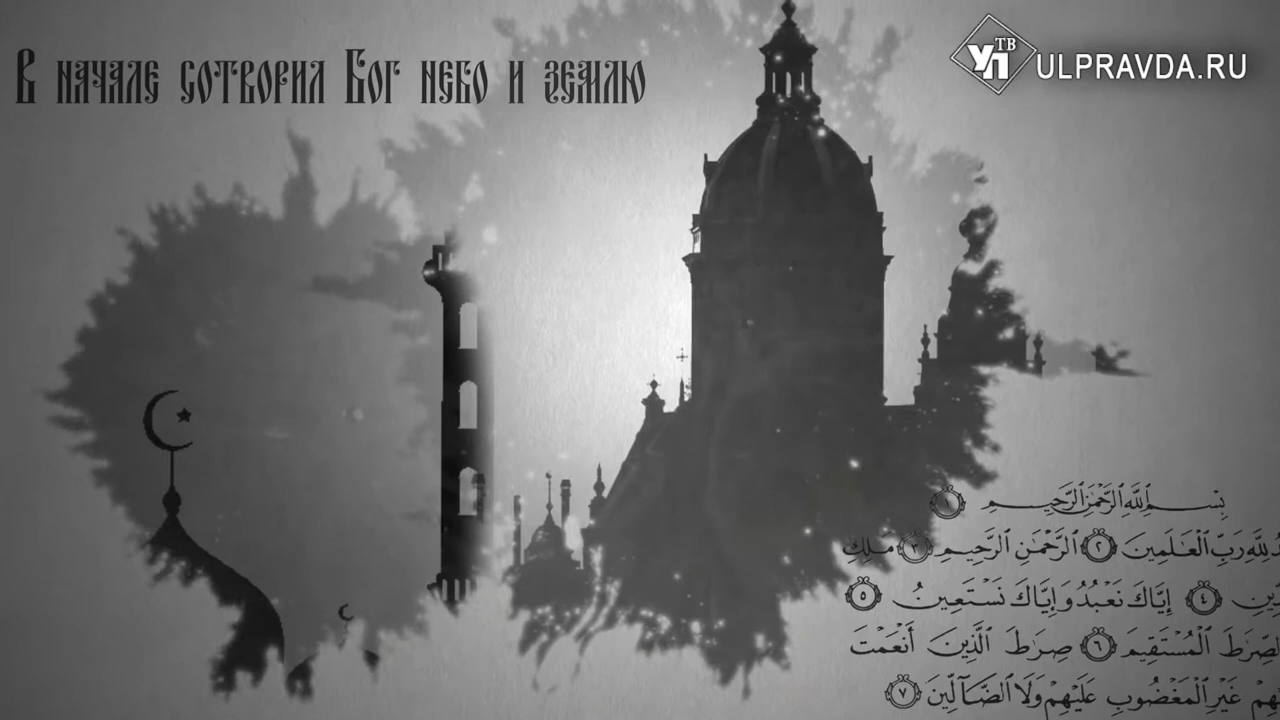 В начале сотворил Бог небо и землю
УП ТВ ULPRAVDA.RU
بِسْمِ اللَّهِ الرَّحْمَٰنِ الرَّحِيمِ ١
لِلَّهِ رَبِّ الْعَالَمِينَ ٢ الرَّحْمَٰنِ الرَّحِيمِ ٣ مَلِكِ
٤ إِيَّاكَ نَعْبُدُ وَإِيَّاكَ نَسْتَعِينُ ٥
الْمُسْتَقِيمَ ٦ صِرَاطَ الَّذِينَ أَنْعَمْتَ
غَيْرِ الْمَغْضُوبِ عَلَيْهِمْ وَلَا الضَّالِّينَ ٧